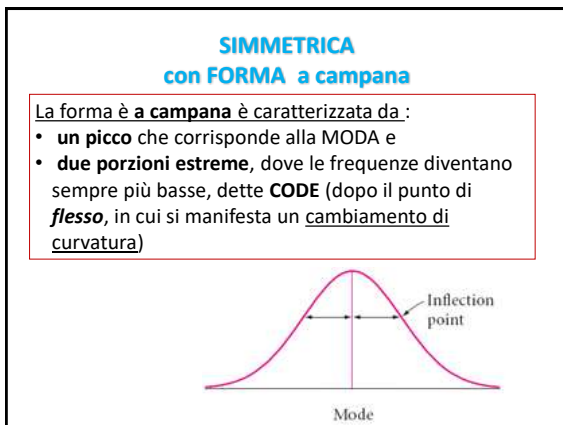 SIMMETRICA
con FORMA a campana
La forma è a campana è caratterizzata da :
• un picco che corrisponde alla MODA e
• due porzioni estreme, dove le frequenze diventano
sempre più basse, dette CODE (dopo il punto di
flesso, in cui si manifesta un cambiamento di
curvatura)
Inflection
point
Mode